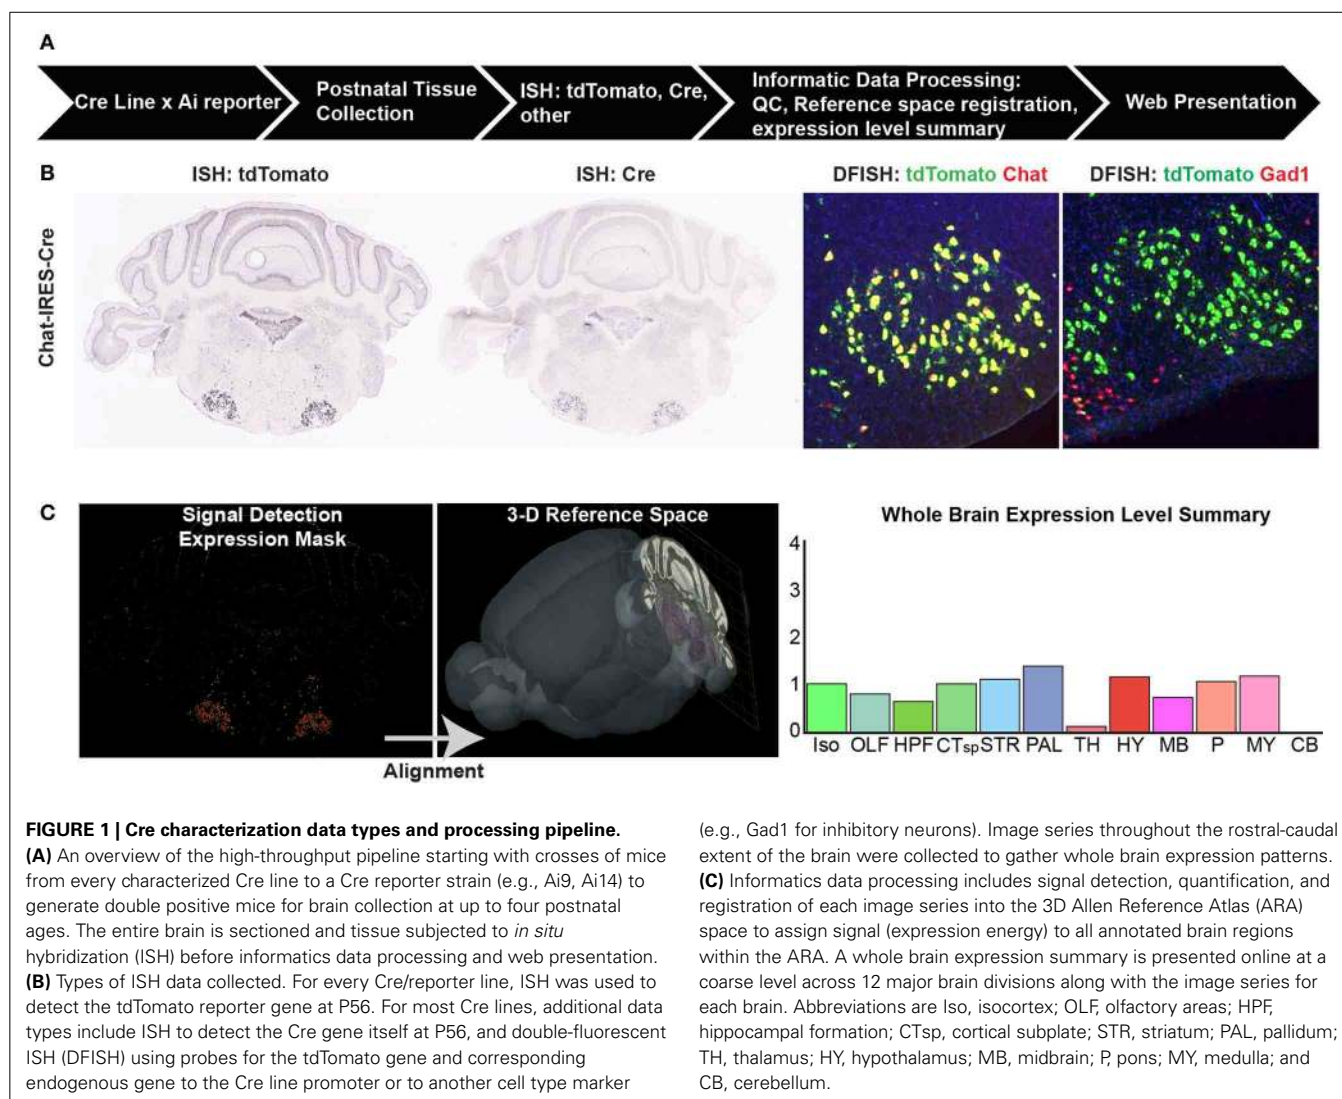 A
Cre Line x Ai reporter
Postnatal Tissue
Collection
ISH: tdTomato, Cre,
other
Informatic Data Processing:
QC, Reference space registration,
expression level summary
Web Presentation
B
ISH: tdTomato
ISH: Cre
DFISH: tdTomato Chat
DFISH: tdTomato Gad1
Chat-IRES-Cre
C
Signal Detection
Expression Mask
3-D Reference Space
Alignment
Whole Brain Expression Level Summary
4
3
2
1
0
Iso OLF HPF CTsp STR PAL TH HY MB P MY CB
FIGURE 1 | Cre characterization data types and processing pipeline.
(A) An overview of the high-throughput pipeline starting with crosses of mice
from every characterized Cre line to a Cre reporter strain (e.g., Ai9, Ai14) to
generate double positive mice for brain collection at up to four postnatal
ages. The entire brain is sectioned and tissue subjected to in situ
hybridization (ISH) before informatics data processing and web presentation.
(B) Types of ISH data collected. For every Cre/reporter line, ISH was used to
detect the tdTomato reporter gene at P56. For most Cre lines, additional data
types include ISH to detect the Cre gene itself at P56, and double-fluorescent
ISH (DFISH) using probes for the tdTomato gene and corresponding
endogenous gene to the Cre line promoter or to another cell type marker
(e.g., Gad1 for inhibitory neurons). Image series throughout the rostral-caudal
extent of the brain were collected to gather whole brain expression patterns.
(C) Informatics data processing includes signal detection, quantification, and
registration of each image series into the 3D Allen Reference Atlas (ARA)
space to assign signal (expression energy) to all annotated brain regions
within the ARA. A whole brain expression summary is presented online at a
coarse level across 12 major brain divisions along with the image series for
each brain. Abbreviations are Iso, isocortex; OLF, olfactory areas; HPF,
hippocampal formation; CTsp, cortical subplate; STR, striatum; PAL, pallidum;
TH, thalamus; HY, hypothalamus; MB, midbrain; P, pons; MY, medulla; and
CB, cerebellum.